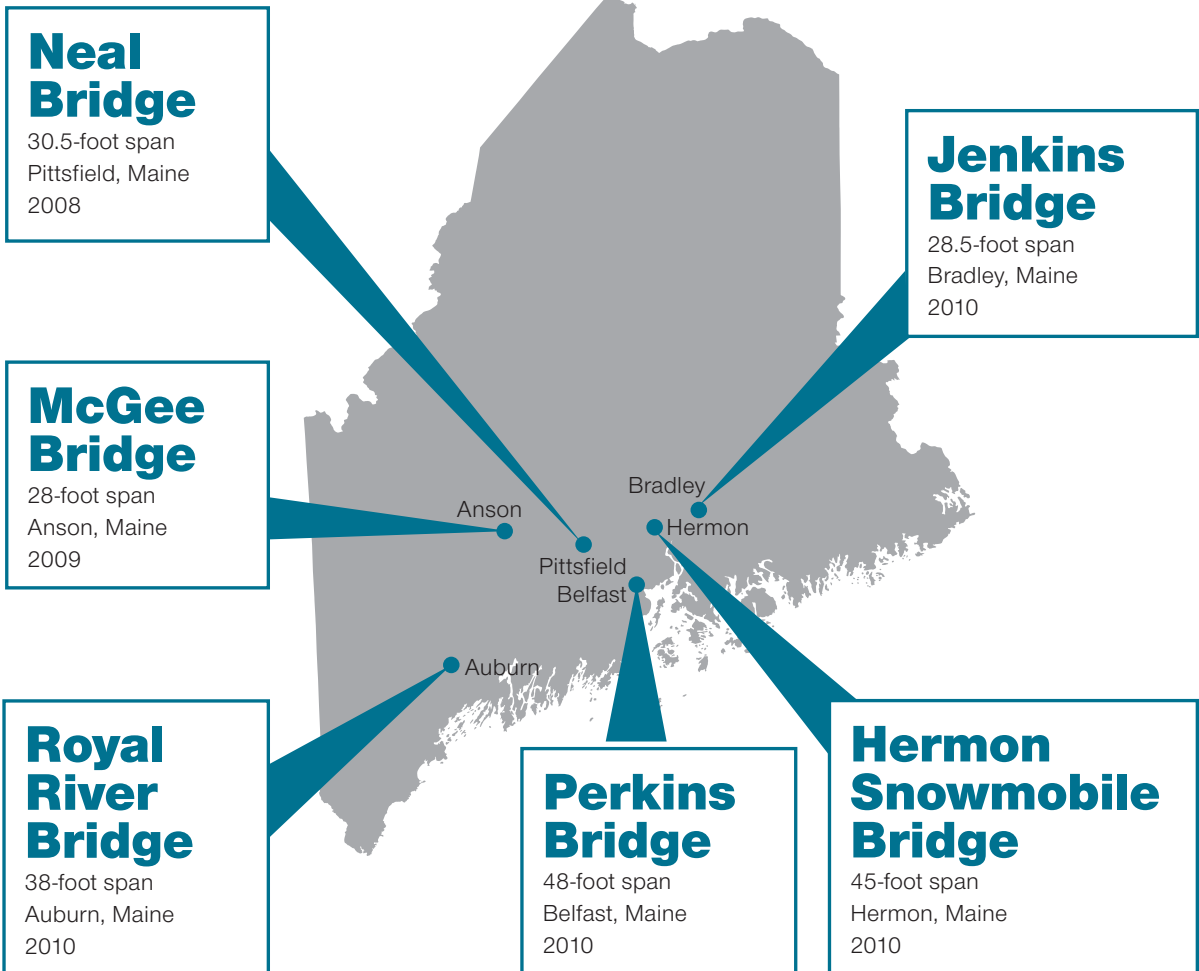 Neal
Bridge
30.5-foot span
Pittsfield, Maine
2008
Jenkins
Bridge
28.5-foot span
Bradley, Maine
2010
McGee
Bridge
28-foot span
Anson, Maine
2009
Bradley
Anson
Hermon
Pittsfield
Belfast
Auburn
Royal
River
Bridge
38-foot span
Auburn, Maine
2010
Perkins
Bridge
48-foot span
Belfast, Maine
2010
Hermon
Snowmobile
Bridge
45-foot span
Hermon, Maine
2010